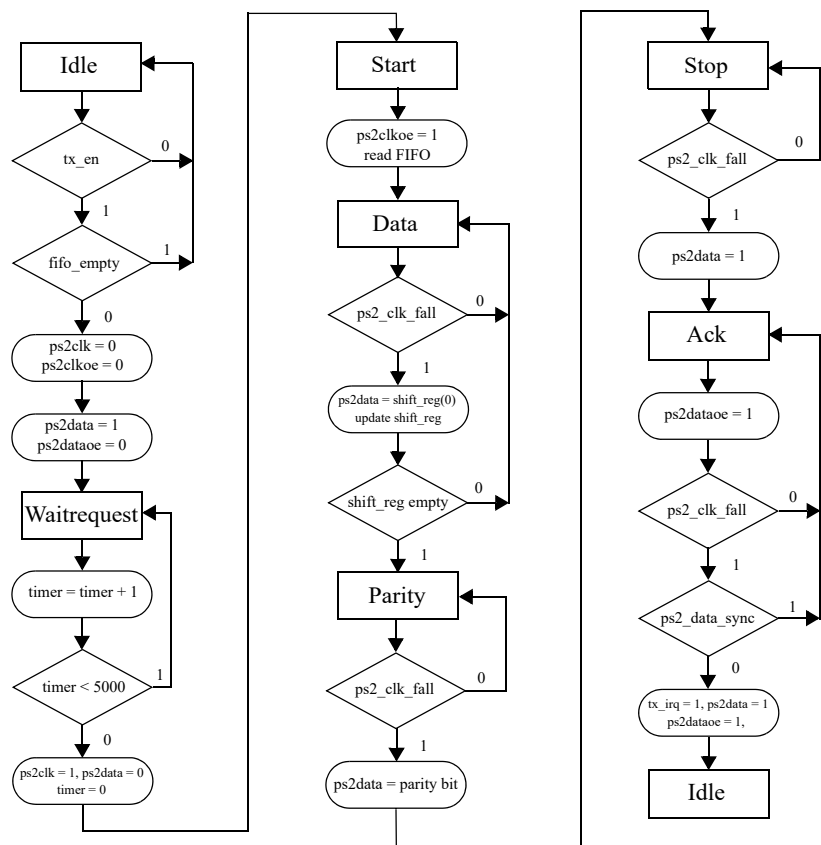 Idle
tx_en
0
1
fifo_empty
1
0
ps2clk = 0
ps2clkoe = 0
ps2data = 1
ps2dataoe = 0
Waitrequest
timer = timer + 1
timer < 5000
1
0
ps2clk = 1, ps2data = 0
timer = 0
Start
ps2clkoe = 1
read FIFO
Data
ps2_clk_fall
0
1
ps2data = shift_reg(0)
update shift_reg
shift_reg empty
0
1
Parity
ps2_clk_fall
0
1
ps2data = parity bit
Stop
ps2_clk_fall
0
1
ps2data = 1
Ack
ps2dataoe = 1
ps2_clk_fall
0
1
ps2_data_sync
1
0
tx_irq = 1, ps2data = 1
ps2dataoe = 1,
Idle